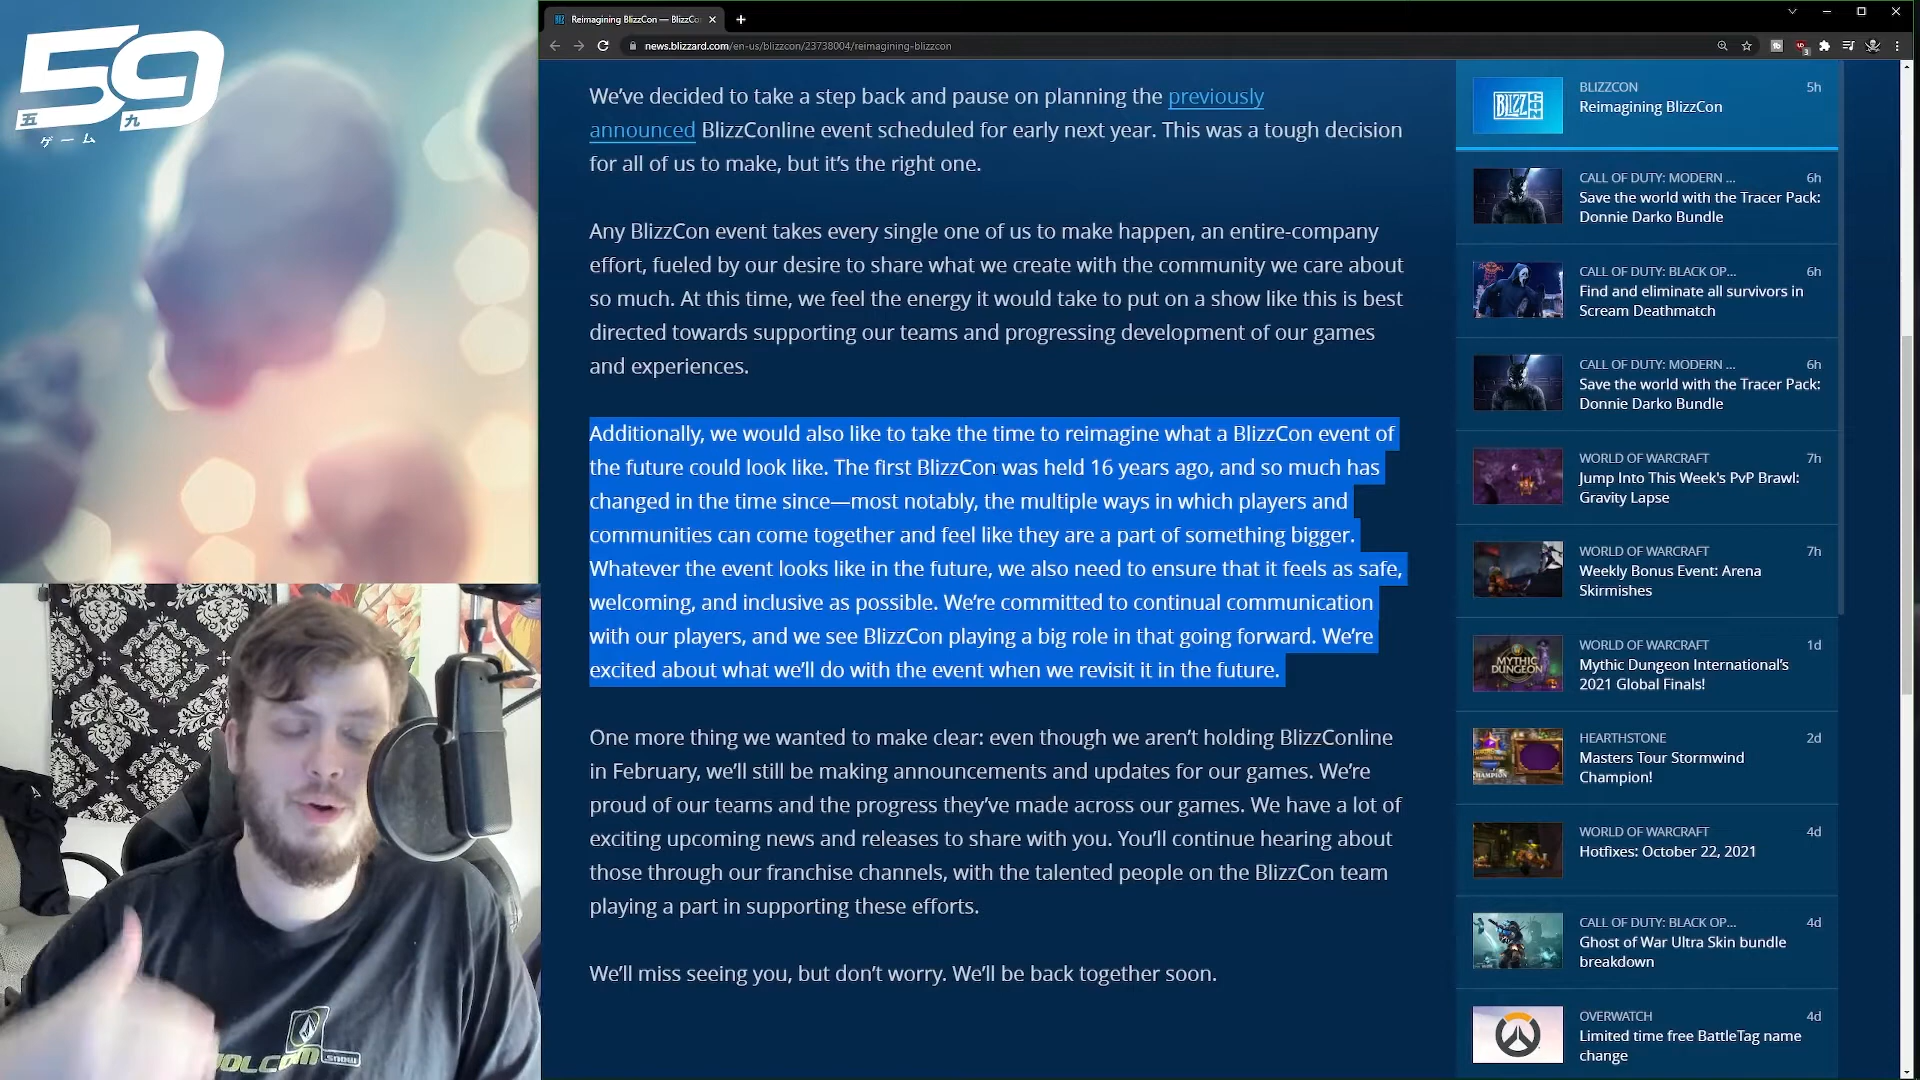 59
五 九
ゲーム
Reimagining BlizzCon — BlizzCo
news.blizzard.com/en-us/blizzcon/23738004/reimagining-blizzcon
We’ve decided to take a step back and pause on planning the previously
announced BlizzConline event scheduled for early next year. This was a tough decision
for all of us to make, but it’s the right one.
Any BlizzCon event takes every single one of us to make happen, an entire-company
effort, fueled by our desire to share what we create with the community we care about
so much. At this time, we feel the energy it would take to put on a show like this is best
directed towards supporting our teams and progressing development of our games
and experiences.
Additionally, we would also like to take the time to reimagine what a BlizzCon event of
the future could look like. The first BlizzCon was held 16 years ago, and so much has
changed in the time since—most notably, the multiple ways in which players and
communities can come together and feel like they are a part of something bigger.
Whatever the event looks like in the future, we also need to ensure that it feels as safe,
welcoming, and inclusive as possible. We’re committed to continual communication
with our players, and we see BlizzCon playing a big role in that going forward. We’re
excited about what we’ll do with the event when we revisit it in the future.
One more thing we wanted to make clear: even though we aren’t holding BlizzConline
in February, we’ll still be making announcements and updates for our games. We’re
proud of our teams and the progress they’ve made across our games. We have a lot of
exciting upcoming news and releases to share with you. You’ll continue hearing about
those through our franchise channels, with the talented people on the BlizzCon team
playing a part in supporting these efforts.
We’ll miss seeing you, but don’t worry. We’ll be back together soon.
BLIZZCON 5h
Reimagining BlizzCon
CALL OF DUTY: MODERN ... 6h
Save the world with the Tracer Pack:
Donnie Darko Bundle
CALL OF DUTY: BLACK OP... 6h
Find and eliminate all survivors in
Scream Deathmatch
CALL OF DUTY: MODERN ... 6h
Save the world with the Tracer Pack:
Donnie Darko Bundle
WORLD OF WARCRAFT 7h
Jump Into This Week's PvP Brawl:
Gravity Lapse
WORLD OF WARCRAFT 7h
Weekly Bonus Event: Arena
Skirmishes
MYTHIC
DUNGEON
WORLD OF WARCRAFT 1d
Mythic Dungeon International’s
2021 Global Finals!
HEARTHSTONE 2d
Masters Tour Stormwind
Champion!
WORLD OF WARCRAFT 4d
Hotfixes: October 22, 2021
CALL OF DUTY: BLACK OP... 4d
Ghost of War Ultra Skin bundle
breakdown
OVERWATCH 4d
Limited time free BattleTag name
change
VOLCOM
.snow